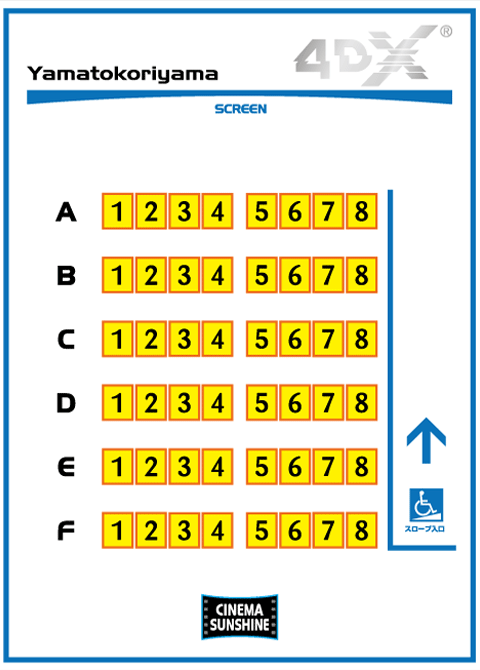 4DX®
Yamatokoriyama
SCREEN
A 1 2 3 4 5 6 7 8
B 1 2 3 4 5 6 7 8
C 1 2 3 4 5 6 7 8
D 1 2 3 4 5 6 7 8
E 1 2 3 4 5 6 7 8
F 1 2 3 4 5 6 7 8
スロープ入口
CINEMA
SUNSHINE